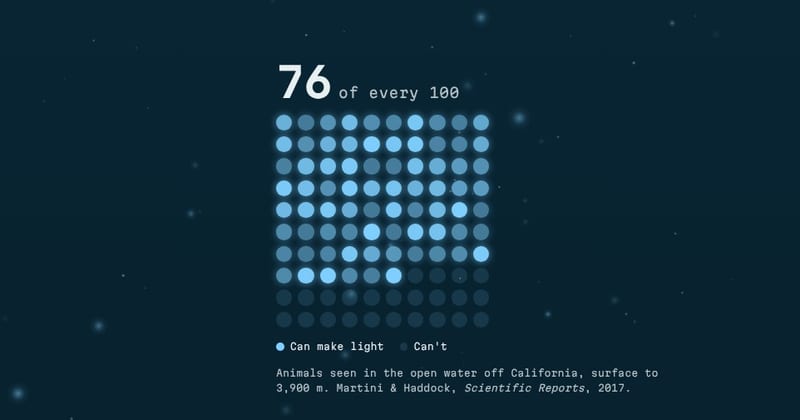 76 of every 100
Can make light Can't
Animals seen in the open water off California, surface to
3,900 m. Martini & Haddock, Scientific Reports, 2017.